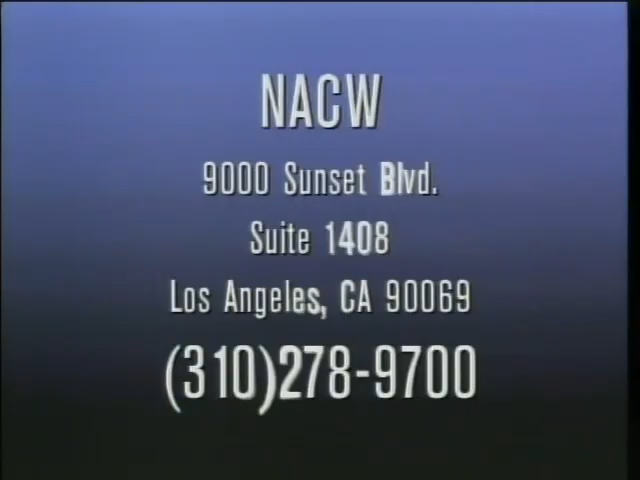 NACW
9000 Sunset Blvd.
Suite 1408
Los Angeles, CA 90069
(310)278-9700